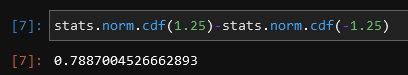 [7]: stats.norm.cdf(1.25)-stats.norm.cdf(-1.25)
[7]: 0.7887004526662893